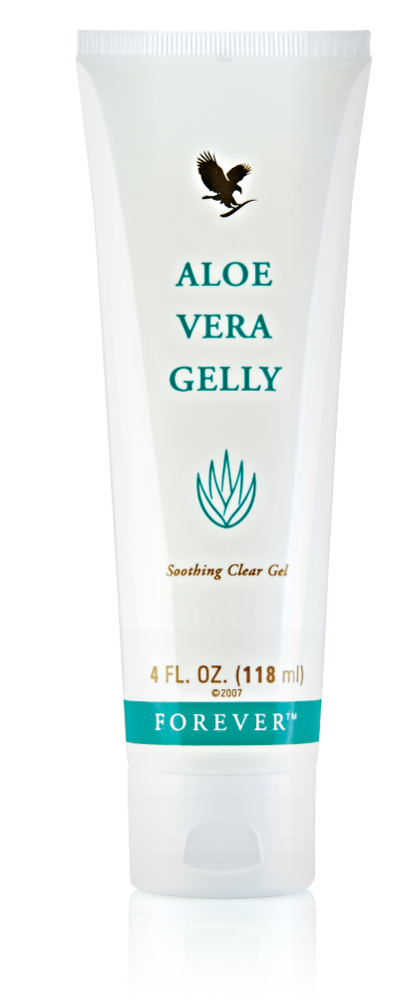 ALOE
VERA
GELLY
Soothing Clear Gel
4 FL. OZ. (118 ml)
©2007
FOREVER™